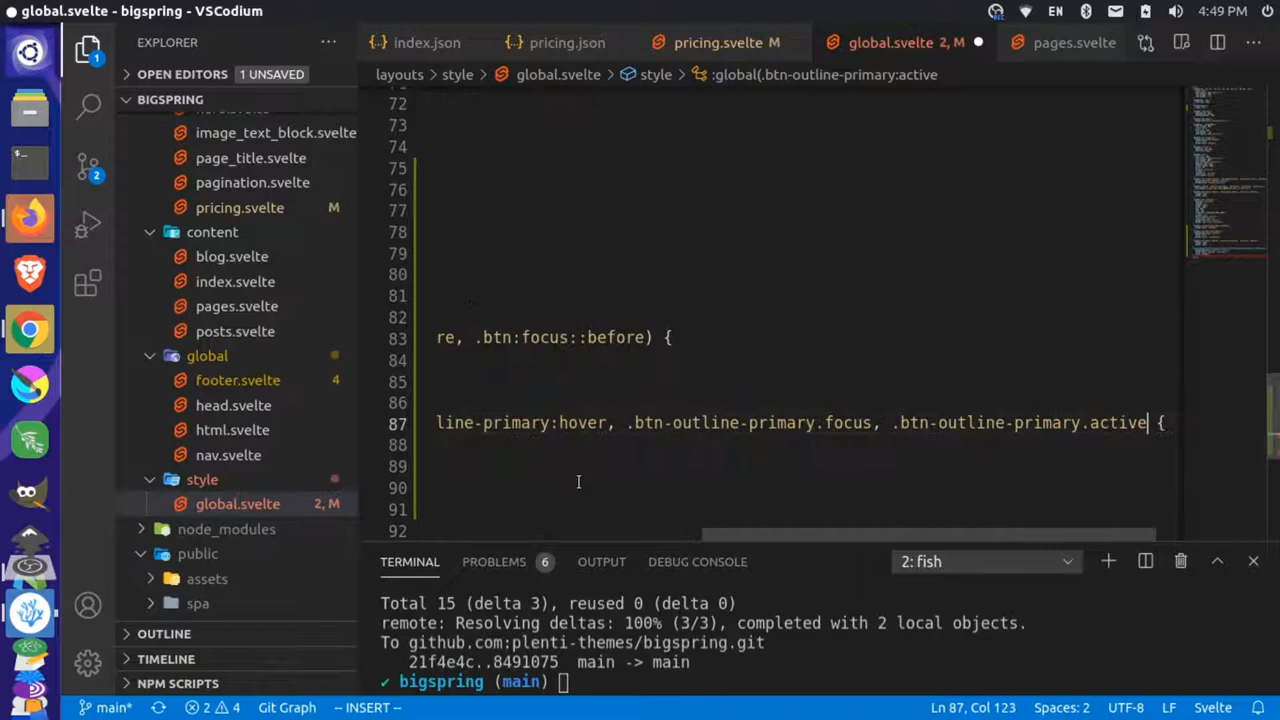 global.svelte - bigspring - VSCodium
EN
4:49 PM
EXPLORER
index.json
pricing.json
pricing.svelte M
global.svelte 2, M
pages.svelte
OPEN EDITORS 1 UNSAVED
layouts > style > global.svelte > style > :global(.btn-outline-primary:active
BIGSPRING
image_text_block.svelte
page_title.svelte
pagination.svelte
pricing.svelte M
content
blog.svelte
index.svelte
pages.svelte
posts.svelte
global
footer.svelte 4
head.svelte
html.svelte
nav.svelte
style
global.svelte 2, M
node_modules
public
assets
spa
OUTLINE
TIMELINE
NPM SCRIPTS
72
73
74
75
76
77
78
79
80
81
82
83 re, .btn:focus::before) {
84
85
86
87 line-primary:hover, .btn-outline-primary.focus, .btn-outline-primary.active {
88
89
90
91
92
TERMINAL PROBLEMS 6 OUTPUT DEBUG CONSOLE 2: fish
Total 15 (delta 3), reused 0 (delta 0)
remote: Resolving deltas: 100% (3/3), completed with 2 local objects.
To github.com:plenti-themes/bigspring.git
21f4e4c..8491075 main -> main
✔ bigspring (main)
main* 2 4 Git Graph -- INSERT -- Ln 87, Col 123 Spaces: 2 UTF-8 LF Svelte